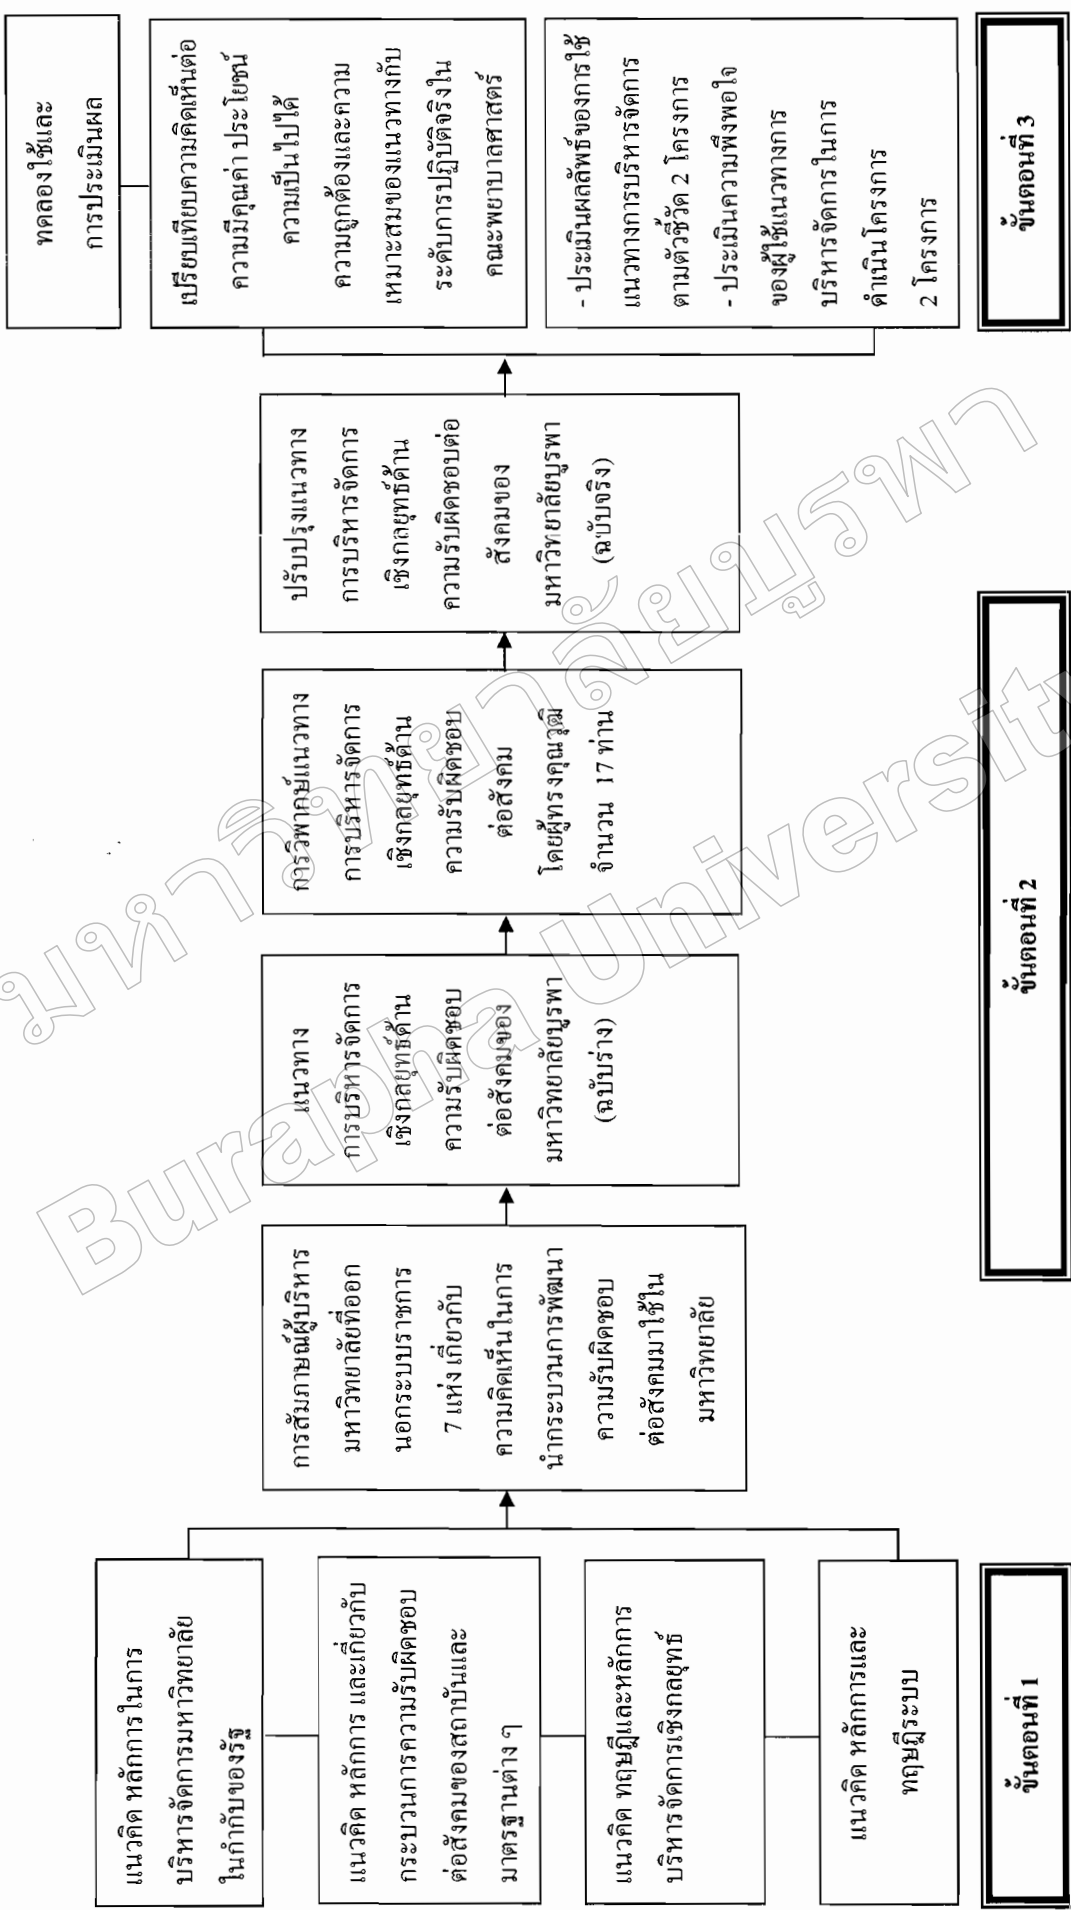 แนวคิด หลักการในการ
บริหารจัดการมหาวิทยาลัย
ในกำกับของรัฐ
แนวคิด หลักการ และเกี่ยวกับ
กระบวนการความรับผิดชอบ
ต่อสังคมของสถาบันและ
มาตรฐานต่าง ๆ
แนวคิด ทฤษฎีและหลักการ
บริหารจัดการเชิงกลยุทธ์
แนวคิด หลักการและ
ทฤษฎีระบบ
ขั้นตอนที่ 1
การสัมภาษณ์ผู้บริหาร
มหาวิทยาลัยที่ออก
นอกระบบราชการ
7 แห่ง เกี่ยวกับ
ความคิดเห็นในการ
นำกระบวนการพัฒนา
ความรับผิดชอบ
ต่อสังคมมาใช้ใน
มหาวิทยาลัย
แนวทาง
การบริหารจัดการ
เชิงกลยุทธ์ด้าน
ความรับผิดชอบ
ต่อสังคมของ
มหาวิทยาลัยบูรพา
(ฉบับร่าง)
การวิพากษ์แนวทาง
การบริหารจัดการ
เชิงกลยุทธ์ด้าน
ความรับผิดชอบ
ต่อสังคม
โดยผู้ทรงคุณวุฒิ
จำนวน 17 ท่าน
ปรับปรุงแนวทาง
การบริหารจัดการ
เชิงกลยุทธ์ด้าน
ความรับผิดชอบต่อ
สังคมของ
มหาวิทยาลัยบูรพา
(ฉบับจริง)
ขั้นตอนที่ 2
ทดลองใช้และ
การประเมินผล
เปรียบเทียบความคิดเห็นต่อ
ความมีคุณค่า ประโยชน์
ความเป็นไปได้
ความถูกต้องและความ
เหมาะสมของแนวทางกับ
ระดับการปฏิบัติจริงใน
คณะพยาบาลศาสตร์
- ประเมินผลลัพธ์ของการใช้
แนวทางการบริหารจัดการ
ตามตัวชี้วัด 2 โครงการ
- ประเมินความพึงพอใจ
ของผู้ใช้แนวทางการ
บริหารจัดการในการ
ดำเนินโครงการ
2 โครงการ
ขั้นตอนที่ 3
มหาวิทยาลัยบูรพา
Burapha University